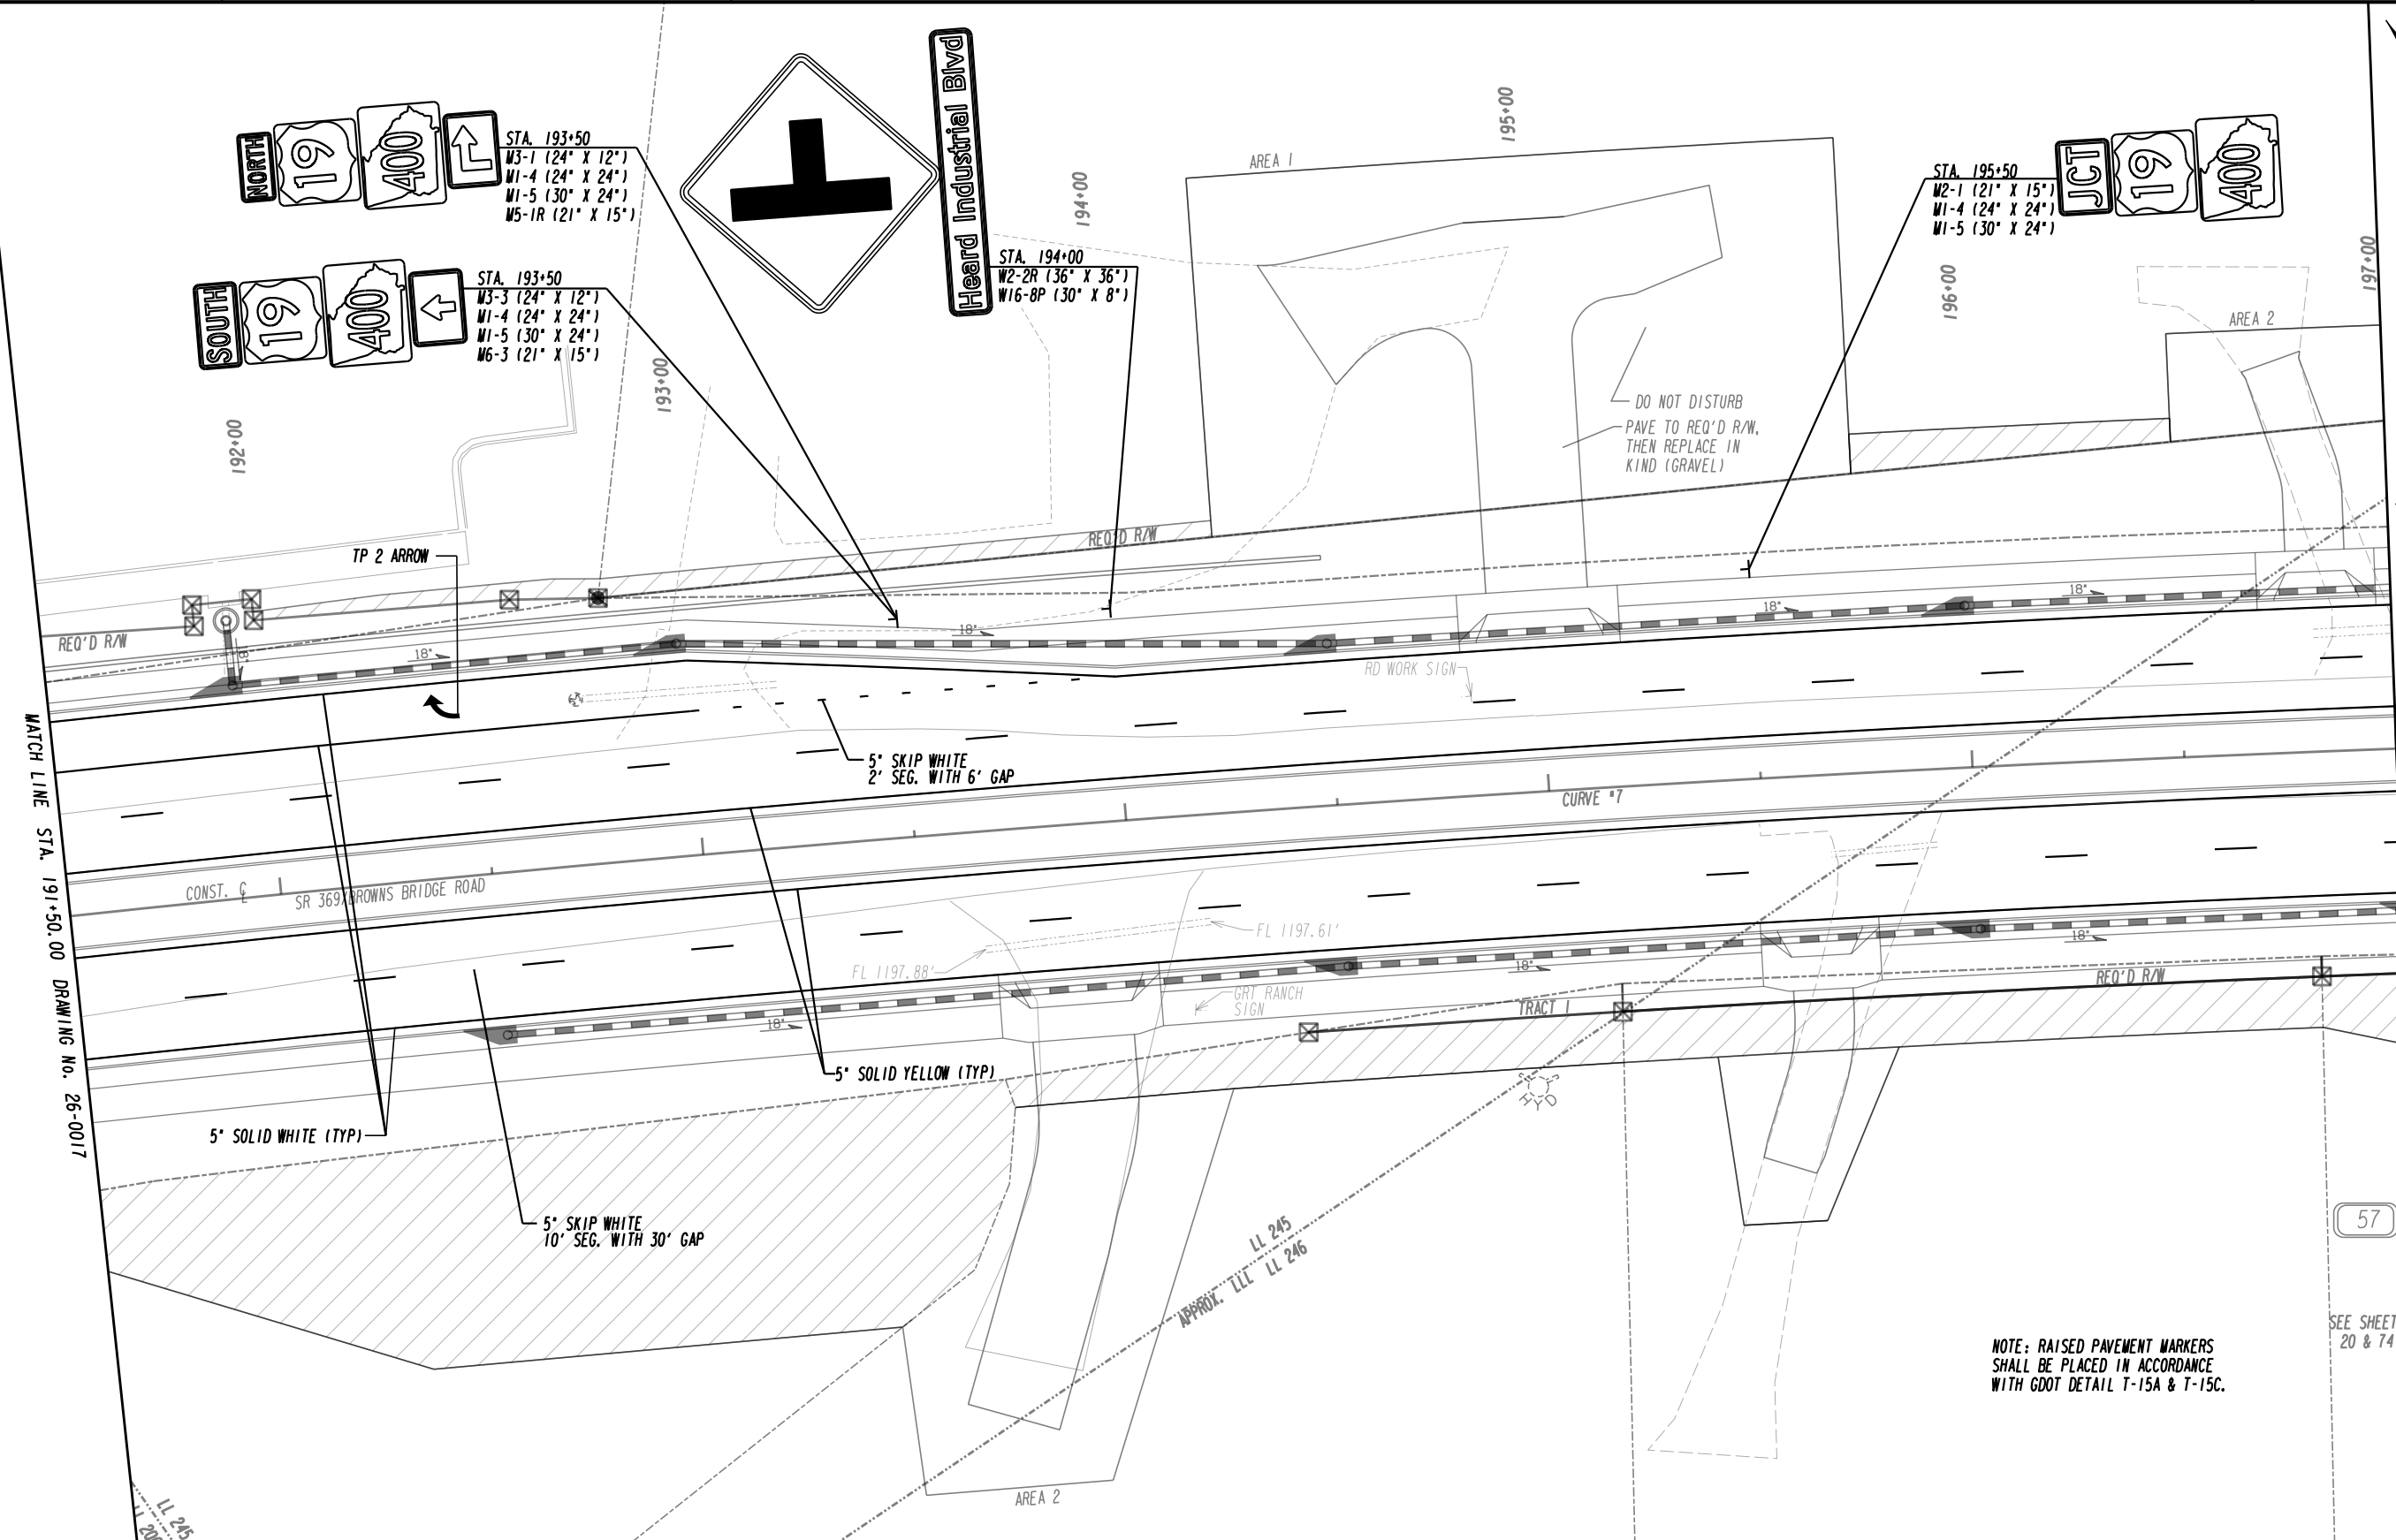 NORTH
19
400
STA. 193+50
M3-1 (24" X 12")
M1-4 (24" X 24")
M1-5 (30" X 24")
M5-1R (21" X 15")
SOUTH
19
400
STA. 193+50
M3-3 (24" X 12")
M1-4 (24" X 24")
M1-5 (30" X 24")
M6-3 (21" X 15")
Heard Industrial Blvd
STA. 194+00
W2-2R (36" X 36")
W16-8P (30" X 8")
STA. 195+50
M2-1 (21" X 15")
M1-4 (24" X 24")
M1-5 (30" X 24")
JCT
19
400
192+00
193+00
194+00
195+00
196+00
197+00
AREA 1
AREA 2
DO NOT DISTURB
PAVE TO REQ'D R/W,
THEN REPLACE IN
KIND (GRAVEL)
TP 2 ARROW
REQ'D R/W
REQ'D R/W
18"
18"
18"
18"
18"
RD WORK SIGN
5" SKIP WHITE
2' SEG. WITH 6' GAP
CURVE #7
CONST. ℄
SR 369/BROWNS BRIDGE ROAD
MATCH LINE STA. 191+50.00 DRAWING No. 26-0017
FL 1197.61'
FL 1197.88'
GRT RANCH
SIGN
18"
18"
18"
TRACT 1
REQ'D R/W
5" SOLID YELLOW (TYP)
5" SOLID WHITE (TYP)
HYD
5" SKIP WHITE
10' SEG. WITH 30' GAP
LL 245
APPROX. LLL LL 246
57
SEE SHEET
20 & 74
NOTE: RAISED PAVEMENT MARKERS
SHALL BE PLACED IN ACCORDANCE
WITH GDOT DETAIL T-15A & T-15C.
AREA 2
LL 245